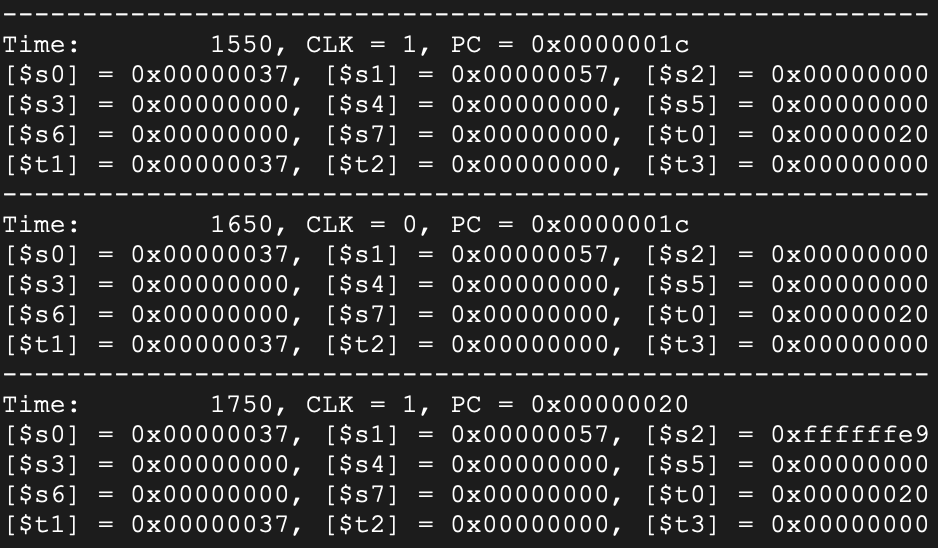 ----------------------------------------------------------
Time:          1550, CLK = 1, PC = 0x0000001c
[$s0] = 0x00000037, [$s1] = 0x00000057, [$s2] = 0x00000000
[$s3] = 0x00000000, [$s4] = 0x00000000, [$s5] = 0x00000000
[$s6] = 0x00000000, [$s7] = 0x00000000, [$t0] = 0x00000020
[$t1] = 0x00000037, [$t2] = 0x00000000, [$t3] = 0x00000000
----------------------------------------------------------
Time:          1650, CLK = 0, PC = 0x0000001c
[$s0] = 0x00000037, [$s1] = 0x00000057, [$s2] = 0x00000000
[$s3] = 0x00000000, [$s4] = 0x00000000, [$s5] = 0x00000000
[$s6] = 0x00000000, [$s7] = 0x00000000, [$t0] = 0x00000020
[$t1] = 0x00000037, [$t2] = 0x00000000, [$t3] = 0x00000000
----------------------------------------------------------
Time:          1750, CLK = 1, PC = 0x00000020
[$s0] = 0x00000037, [$s1] = 0x00000057, [$s2] = 0xffffffe9
[$s3] = 0x00000000, [$s4] = 0x00000000, [$s5] = 0x00000000
[$s6] = 0x00000000, [$s7] = 0x00000000, [$t0] = 0x00000020
[$t1] = 0x00000037, [$t2] = 0x00000000, [$t3] = 0x00000000